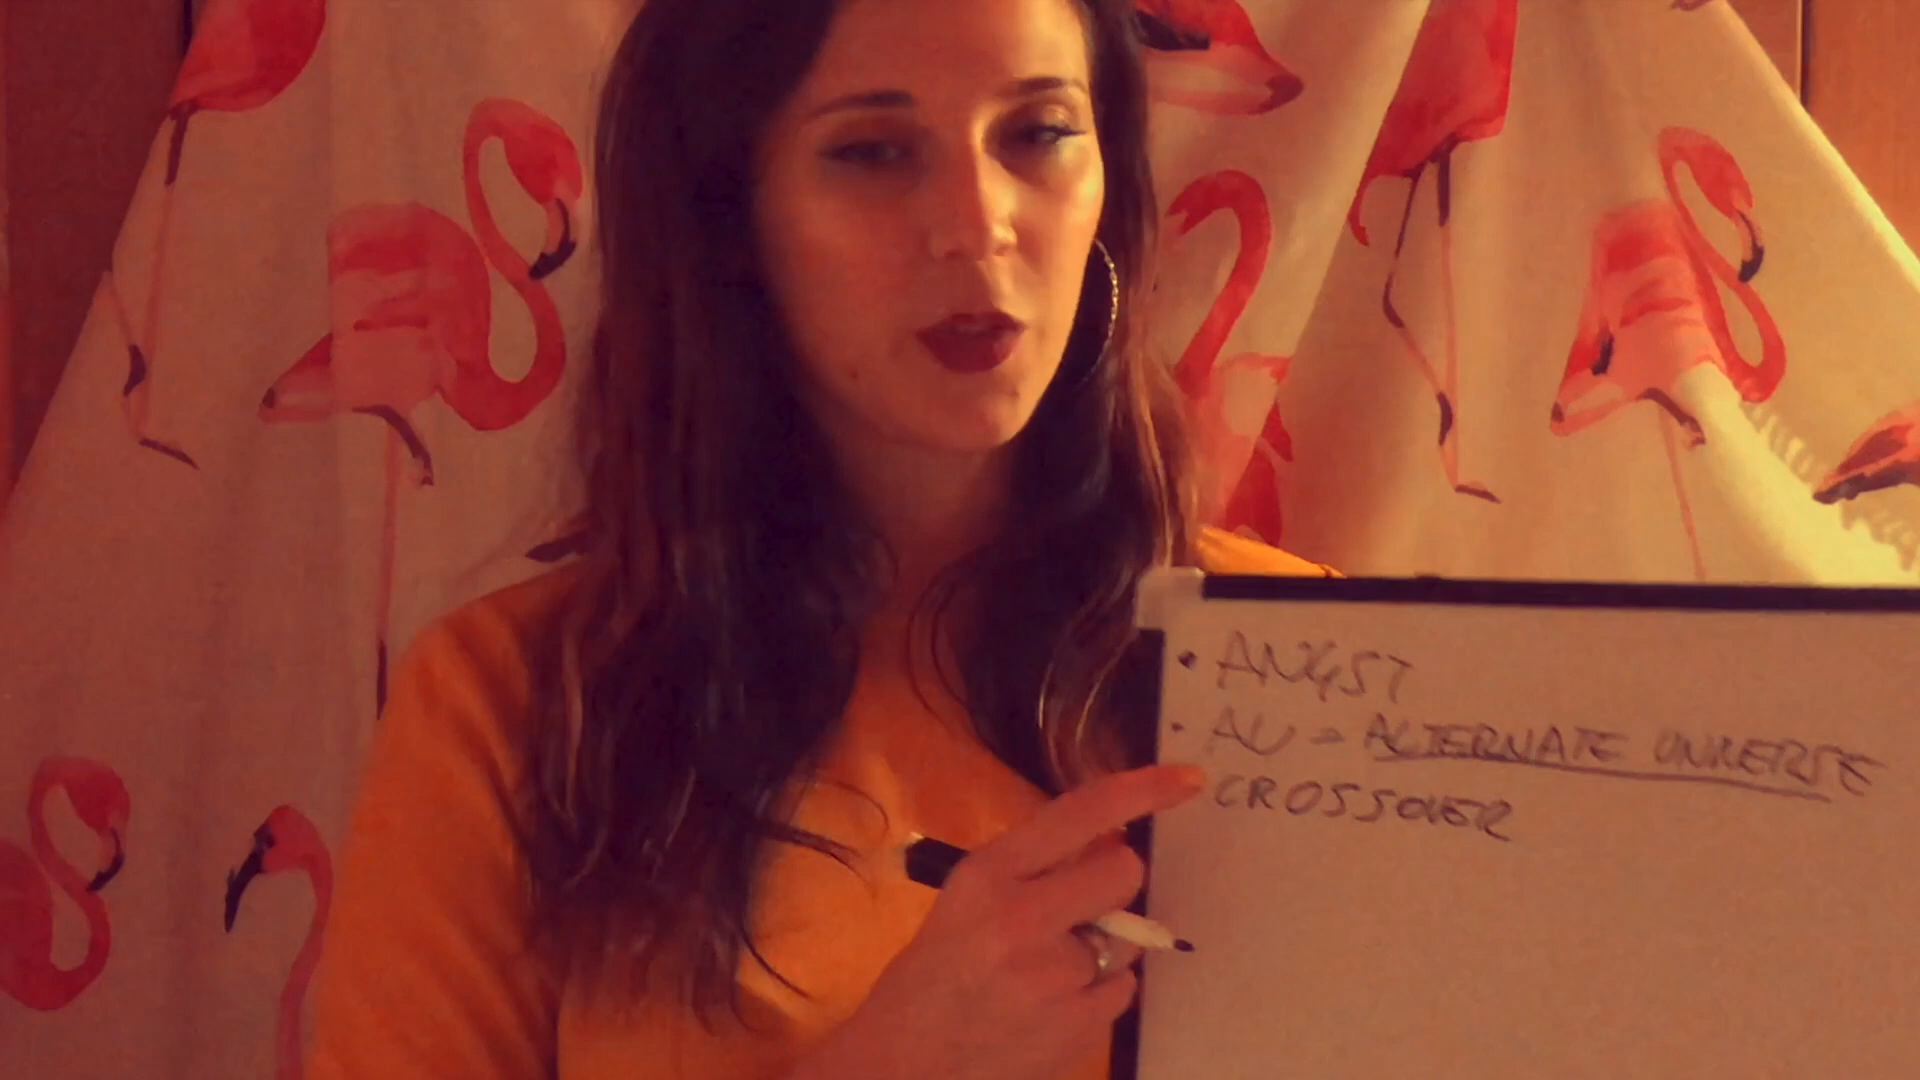 • ANGST
• AU → ALTERNATE UNIVERSE
CROSSOVER